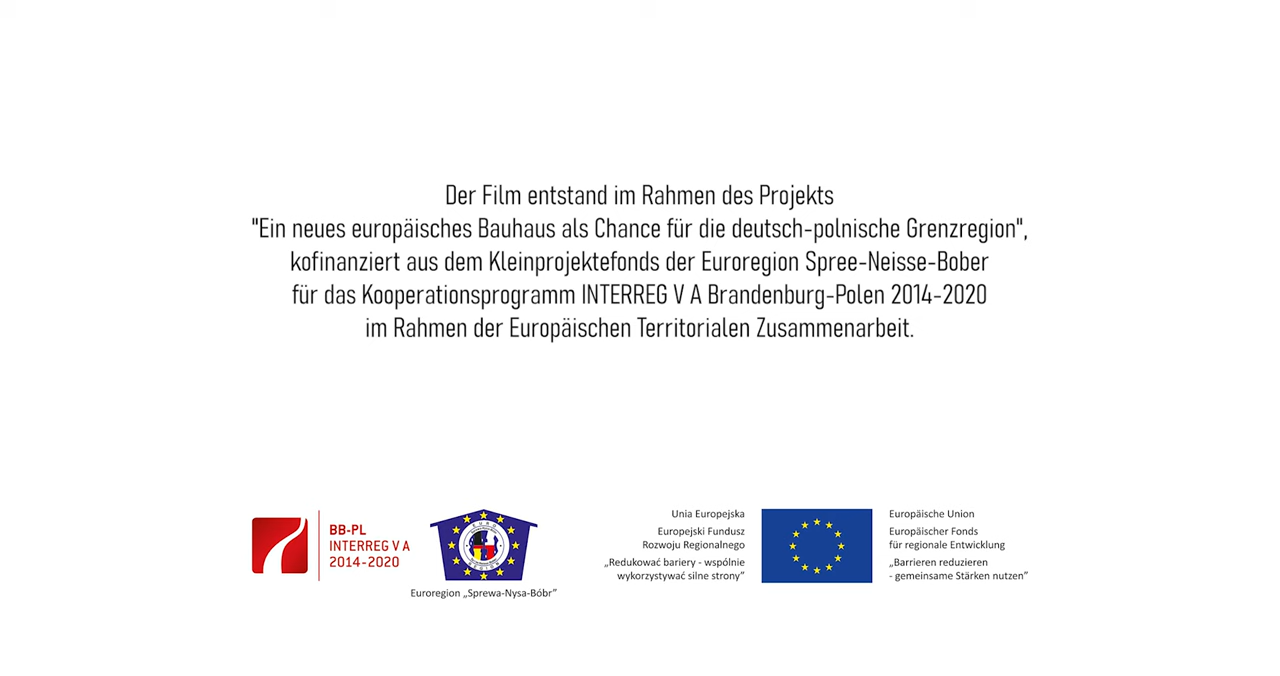 Der Film entstand im Rahmen des Projekts
"Ein neues europäisches Bauhaus als Chance für die deutsch-polnische Grenzregion",
kofinanziert aus dem Kleinprojektefonds der Euroregion Spree-Neisse-Bober
für das Kooperationsprogramm INTERREG V A Brandenburg-Polen 2014-2020
im Rahmen der Europäischen Territorialen Zusammenarbeit.
BB-PL
INTERREG V A
2014-2020
EURO
REGION
Euroregion „Sprewa-Nysa-Bóbr”
Unia Europejska
Europejski Fundusz
Rozwoju Regionalnego
„Redukować bariery - wspólnie
wykorzystywać silne strony”
Europäische Union
Europäischer Fonds
für regionale Entwicklung
„Barrieren reduzieren
- gemeinsame Stärken nutzen”